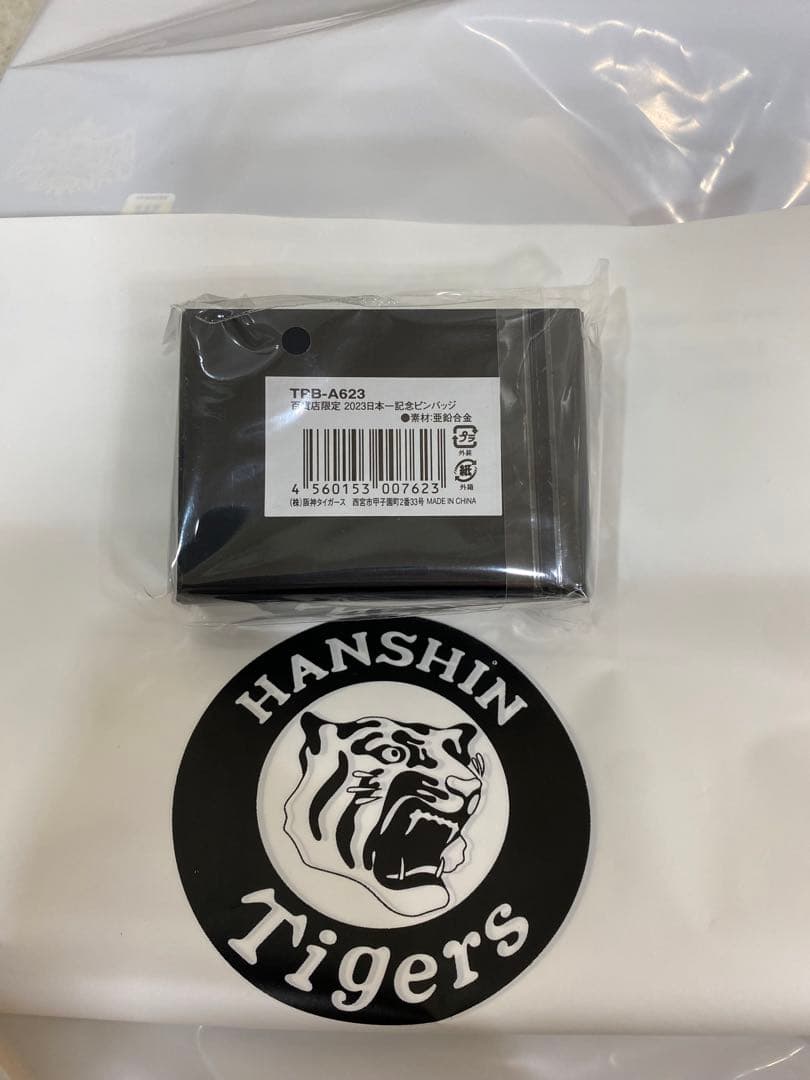 TPB-A623
百貨店限定 2023日本一記念ピンバッジ
●素材:亜鉛合金
プラ
外装
紙
外箱
4 560153 007623
(株)阪神タイガース 西宮市甲子園町2番33号 MADE IN CHINA
HANSHIN
Tigers